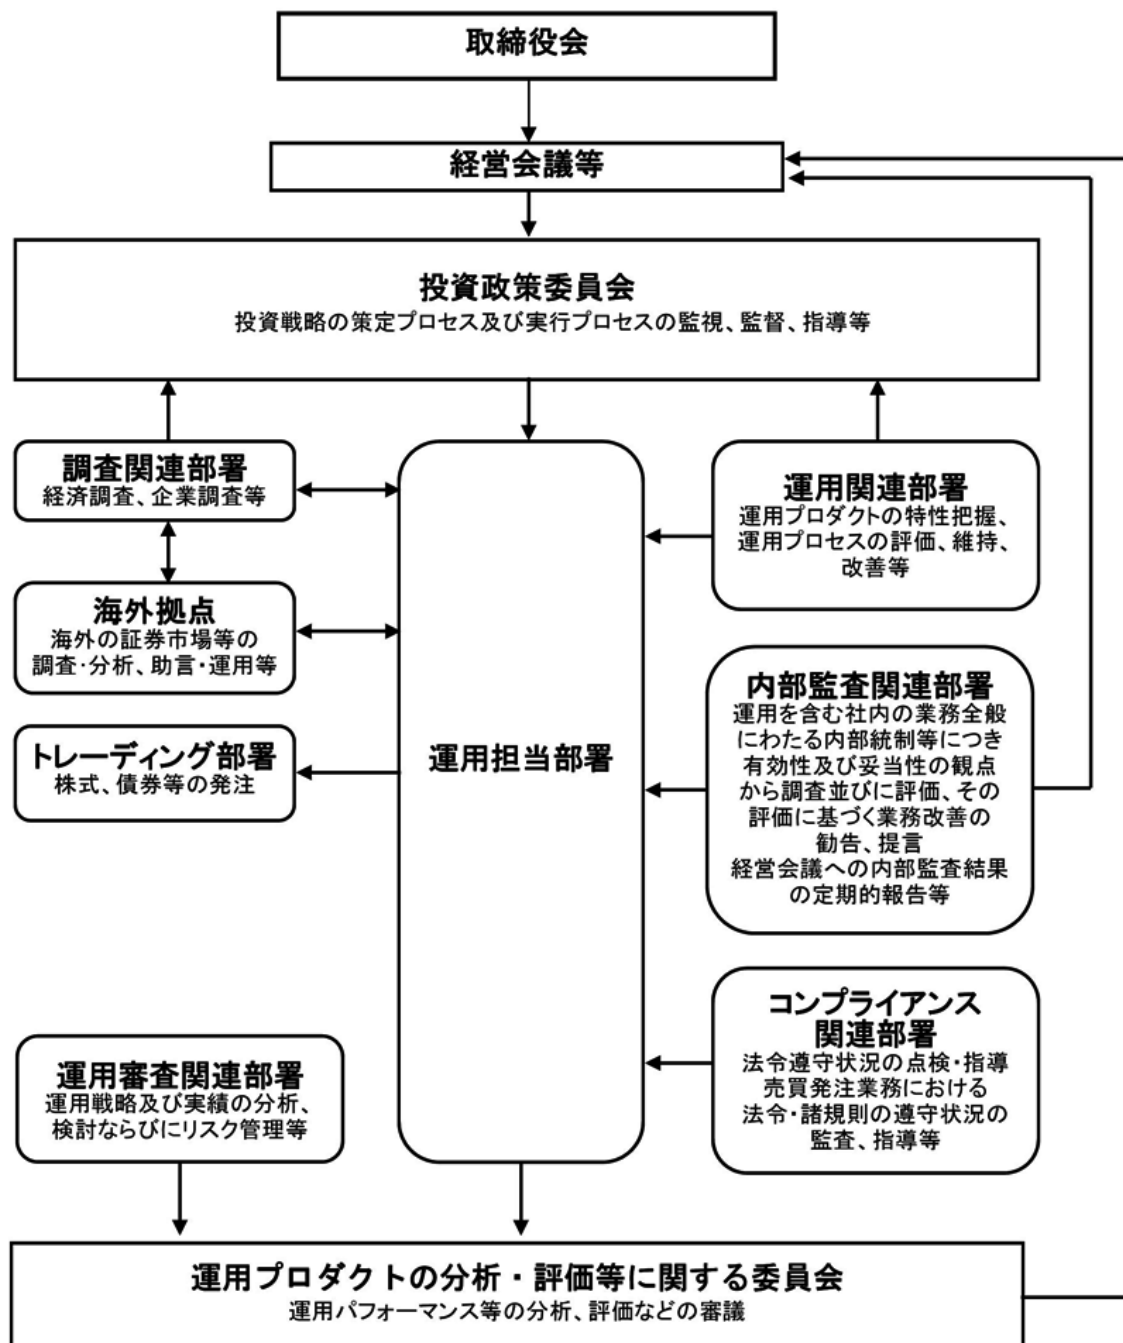 取締役会
経営会議等
投資政策委員会
投資戦略の策定プロセス及び実行プロセスの監視、監督、指導等
調査関連部署
経済調査、企業調査等
海外拠点
海外の証券市場等の
調査・分析、助言・運用等
トレーディング部署
株式、債券等の発注
運用審査関連部署
運用戦略及び実績の分析、
検討ならびにリスク管理等
運用担当部署
運用関連部署
運用プロダクトの特性把握、
運用プロセスの評価、維持、
改善等
内部監査関連部署
運用を含む社内の業務全般
にわたる内部統制等につき
有効性及び妥当性の観点
から調査並びに評価、その
評価に基づく業務改善の
勧告、提言
経営会議への内部監査結果
の定期的報告等
コンプライアンス
関連部署
法令遵守状況の点検・指導
売買発注業務における
法令・諸規則の遵守状況の
監査、指導等
運用プロダクトの分析・評価等に関する委員会
運用パフォーマンス等の分析、評価などの審議